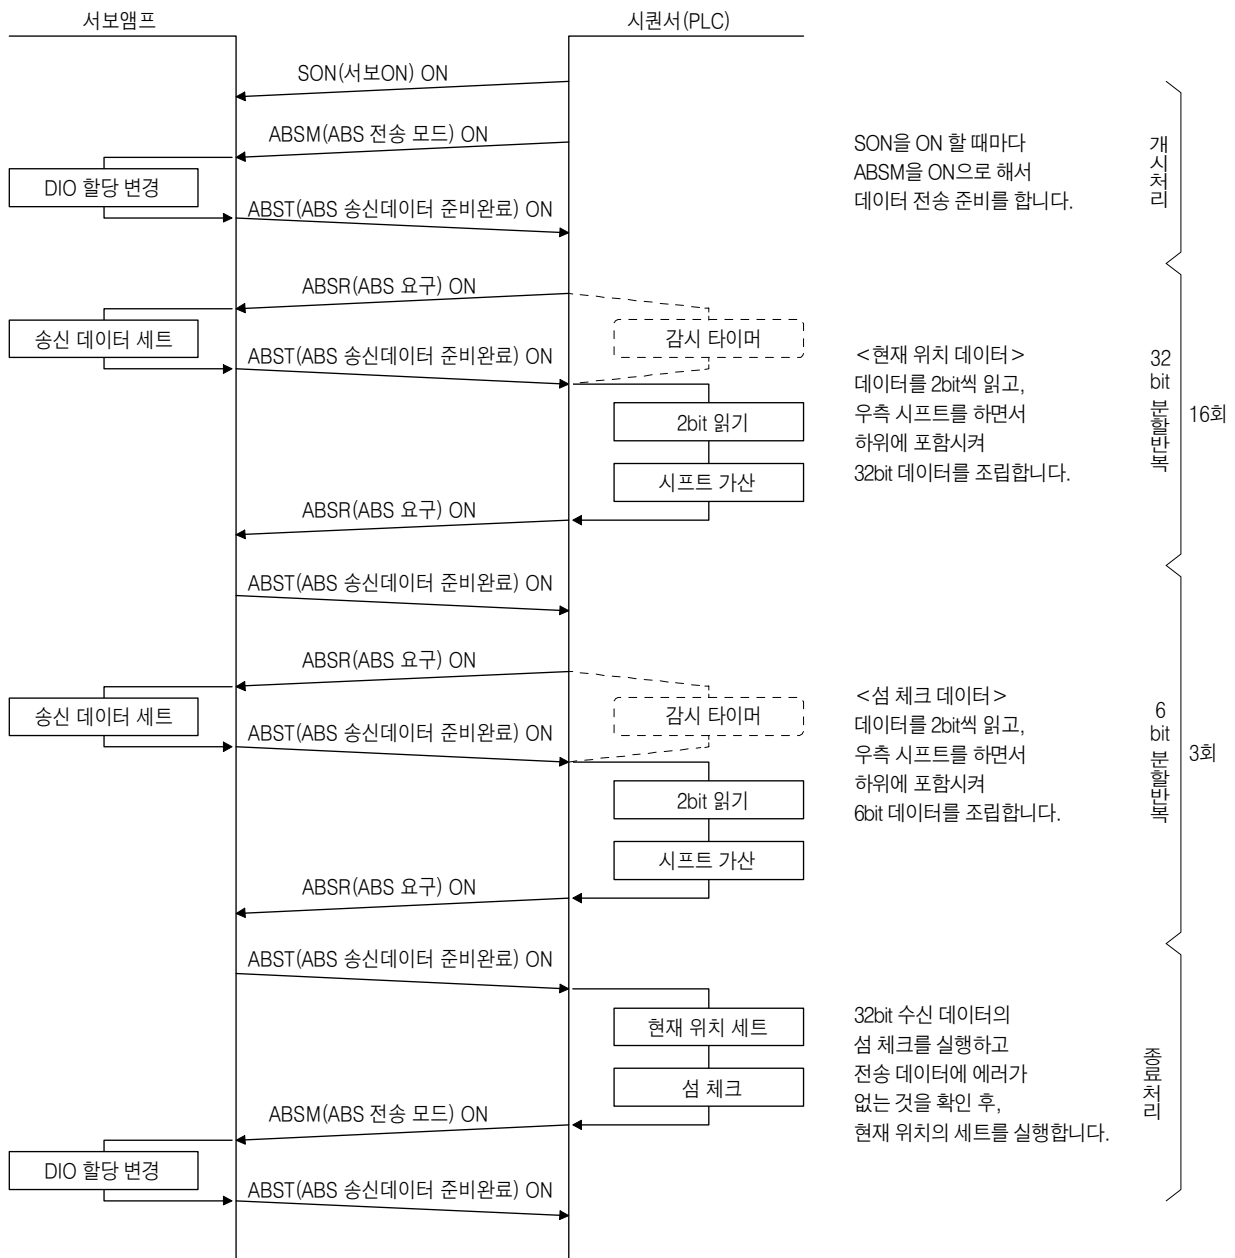 서보앰프
시퀀서(PLC)
SON(서보ON) ON
ABSM(ABS 전송 모드) ON
DIO 할당 변경
ABST(ABS 송신데이터 준비완료) ON
SON을 ON 할 때마다
ABSM을 ON으로 해서
데이터 전송 준비를 합니다.
개시처리
ABSR(ABS 요구) ON
송신 데이터 세트
감시 타이머
ABST(ABS 송신데이터 준비완료) ON
2bit 읽기
시프트 가산
ABSR(ABS 요구) ON
<현재 위치 데이터>
데이터를 2bit씩 읽고,
우측 시프트를 하면서
하위에 포함시켜
32bit 데이터를 조립합니다.
32
bit
분할반복
16회
ABST(ABS 송신데이터 준비완료) ON
ABSR(ABS 요구) ON
송신 데이터 세트
감시 타이머
ABST(ABS 송신데이터 준비완료) ON
2bit 읽기
시프트 가산
ABSR(ABS 요구) ON
<섬 체크 데이터>
데이터를 2bit씩 읽고,
우측 시프트를 하면서
하위에 포함시켜
6bit 데이터를 조립합니다.
6
bit
분할반복
3회
ABST(ABS 송신데이터 준비완료) ON
현재 위치 세트
섬 체크
ABSM(ABS 전송 모드) ON
DIO 할당 변경
ABST(ABS 송신데이터 준비완료) ON
32bit 수신 데이터의
섬 체크를 실행하고
전송 데이터에 에러가
없는 것을 확인 후,
현재 위치의 세트를 실행합니다.
종료처리